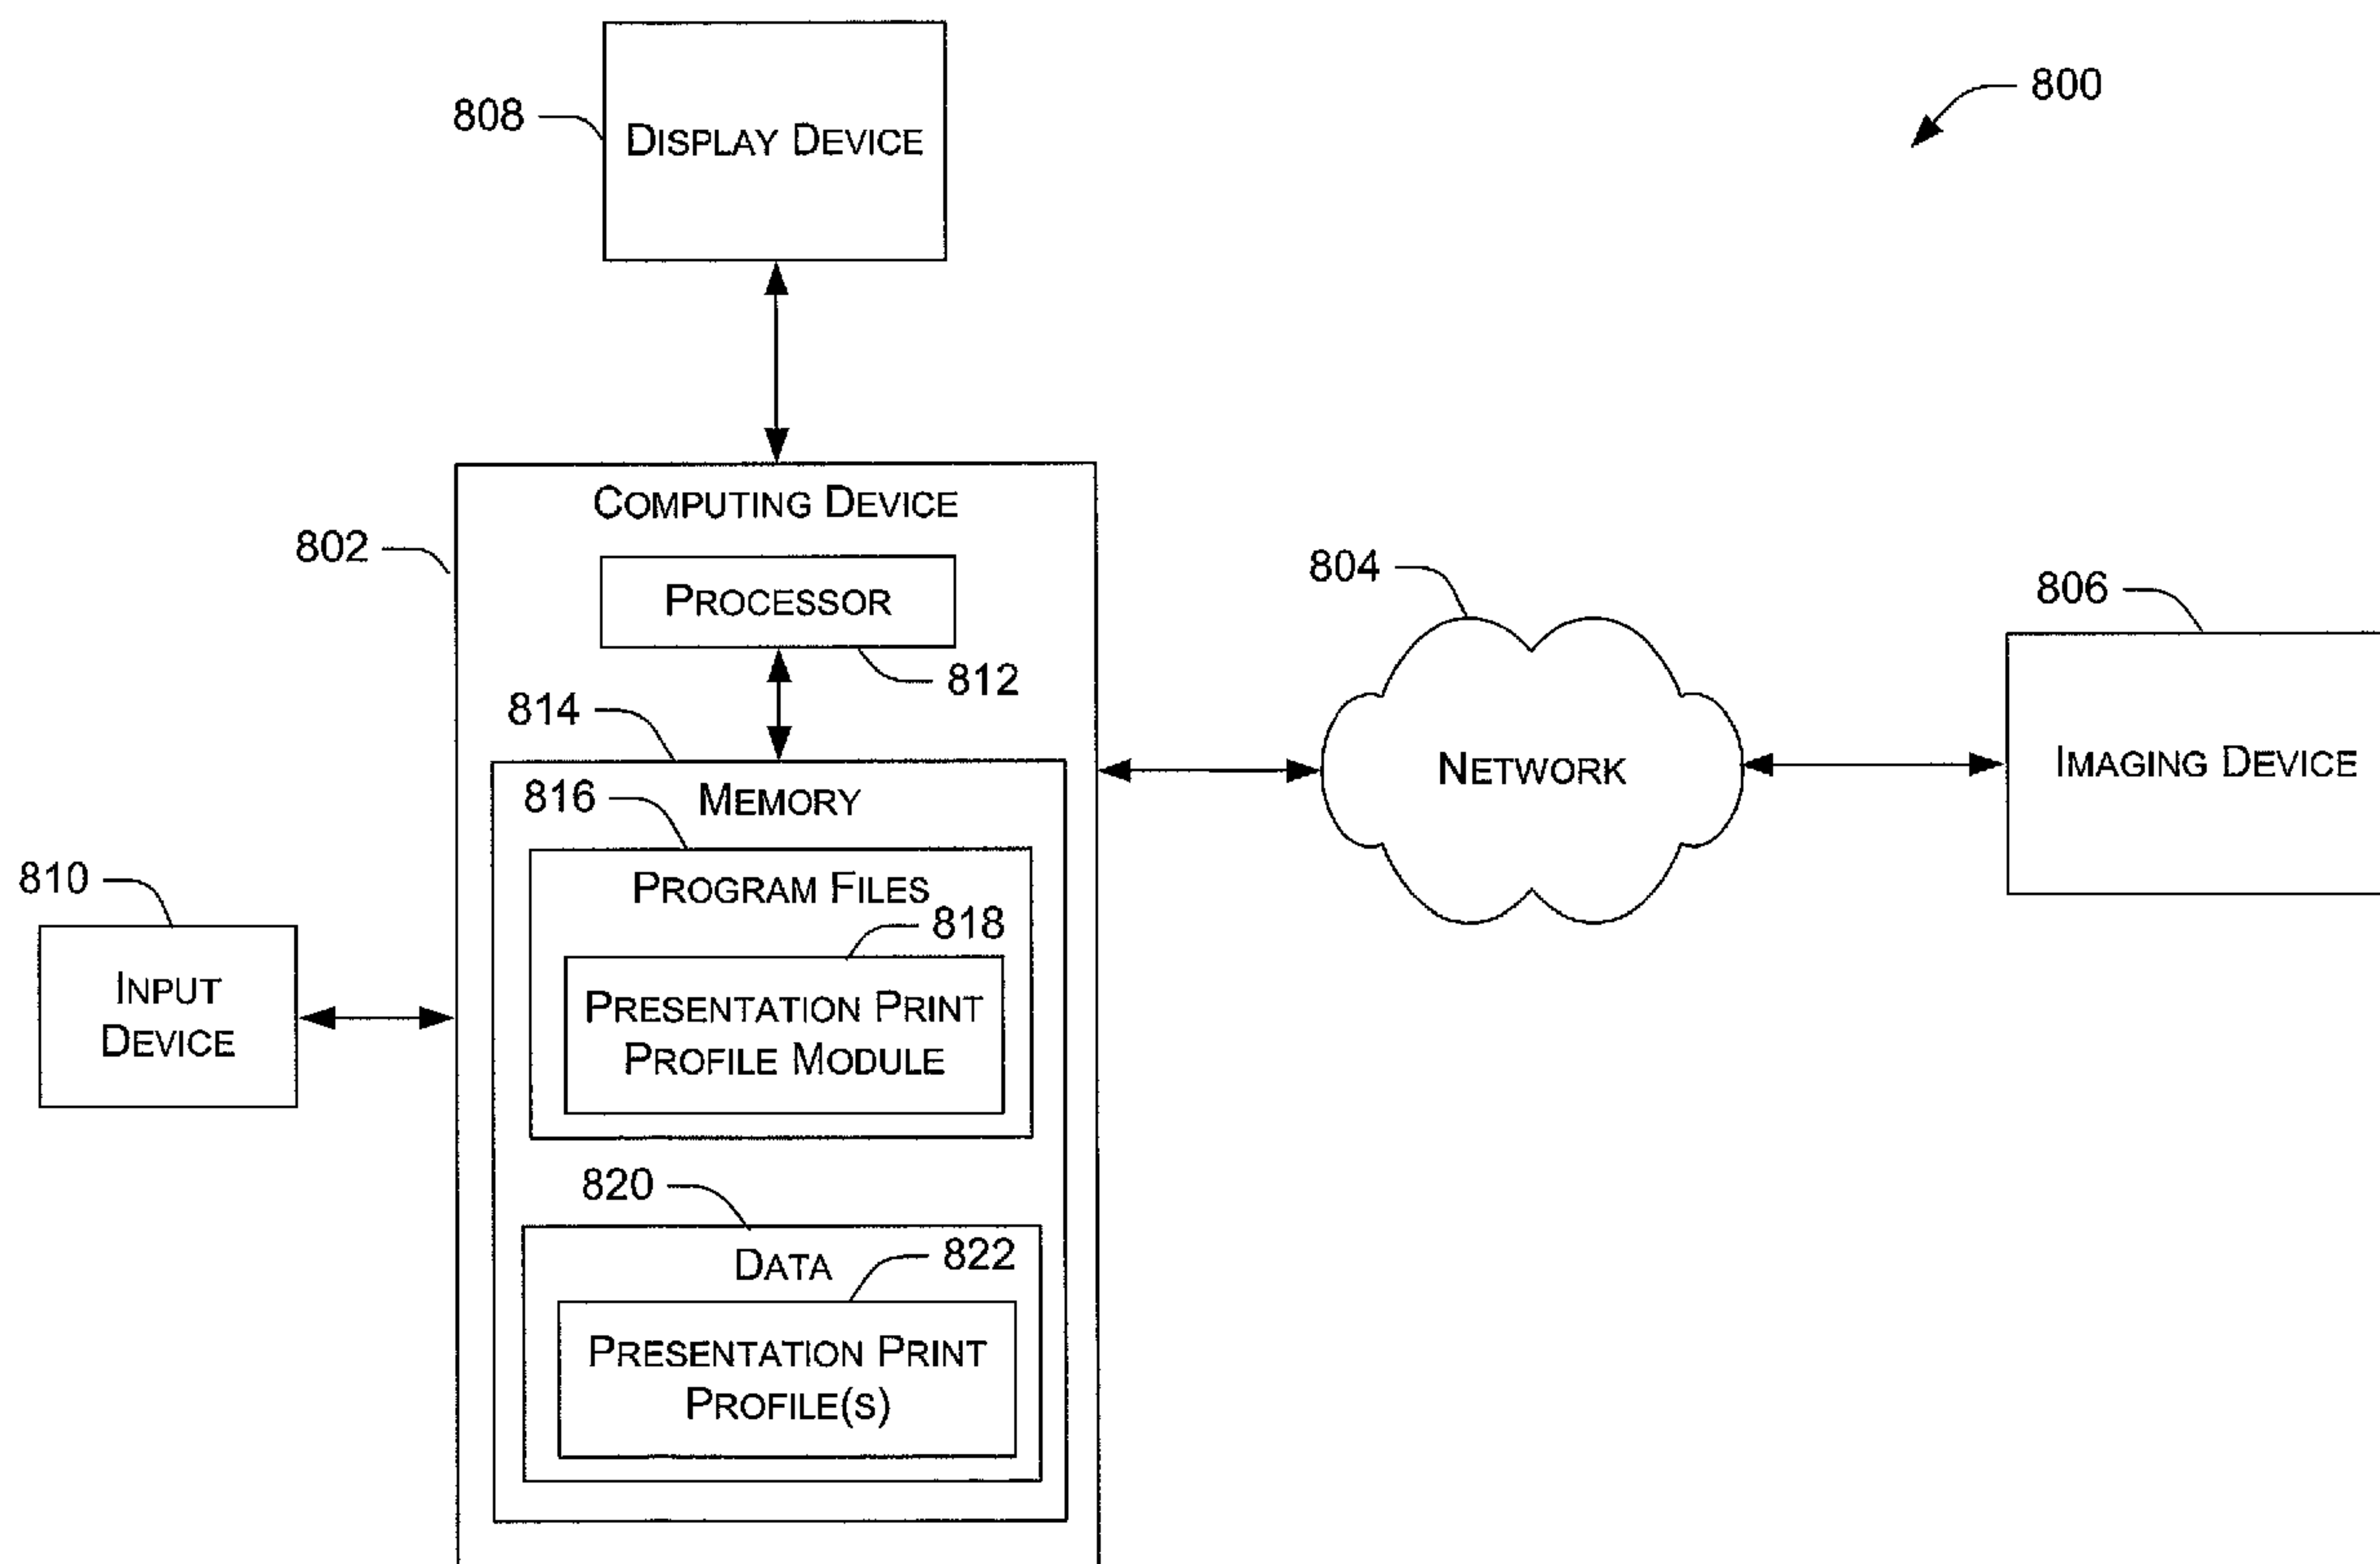 800
808
DISPLAY DEVICE
COMPUTING DEVICE
802
PROCESSOR
812
804
806
814
MEMORY
NETWORK
IMAGING DEVICE
816
PROGRAM FILES
810
818
INPUT
DEVICE
PRESENTATION PRINT
PROFILE MODULE
820
DATA
822
PRESENTATION PRINT
PROFILE(S)